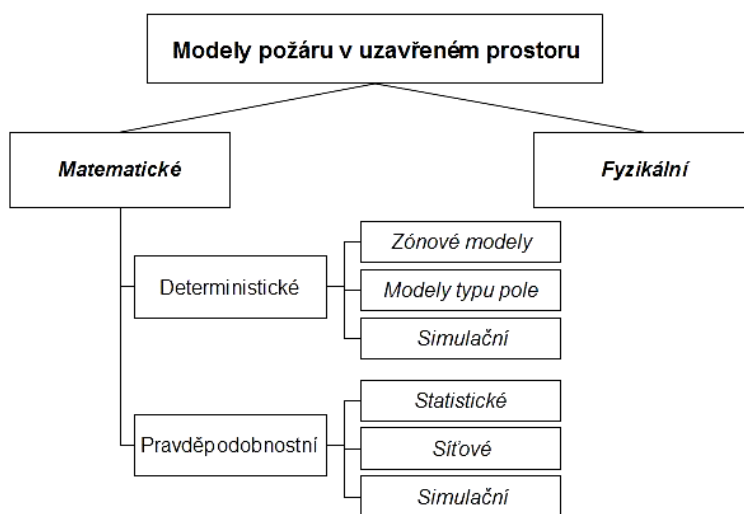 Modely požáru v uzavřeném prostoru
Matematické
Fyzikální
Deterministické
Zónové modely
Modely typu pole
Simulační
Pravděpodobnostní
Statistické
Síťové
Simulační